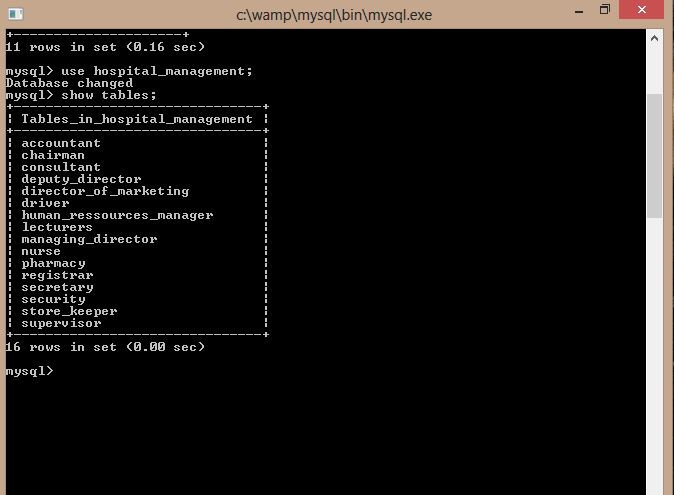 c:\wamp\mysql\bin\mysql.exe
+---------------------+
11 rows in set (0.16 sec)
mysql> use hospital_management;
Database changed
mysql> show tables;
+-------------------------------+
| Tables_in_hospital_management |
+-------------------------------+
| accountant                    |
| chairman                      |
| consultant                    |
| deputy_director               |
| director_of_marketing         |
| driver                        |
| human_ressources_manager      |
| lecturers                     |
| managing_director             |
| nurse                         |
| pharmacy                      |
| registrar                     |
| secretary                     |
| security                      |
| store_keeper                  |
| supervisor                    |
+-------------------------------+
16 rows in set (0.00 sec)
mysql>